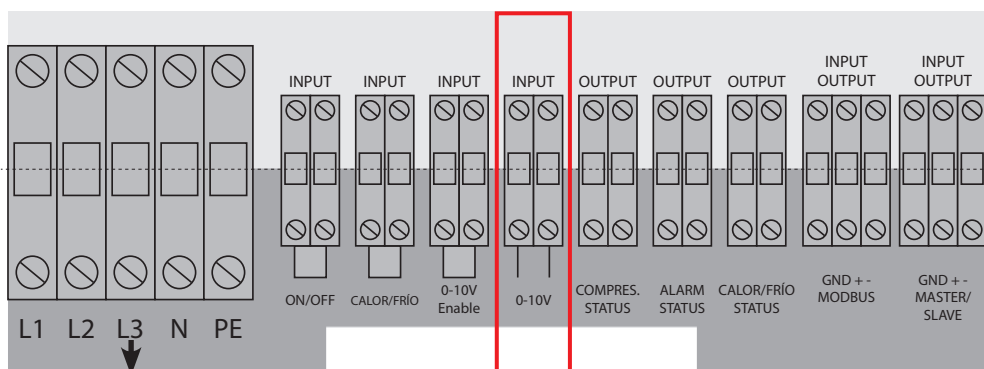 INPUT
OUTPUT
INPUT
OUTPUT
INPUT INPUT INPUT INPUT OUTPUT OUTPUT OUTPUT
ON/OFF
CALOR/FRÍO
0-10V
Enable
0-10V
COMPRES.
STATUS
ALARM
STATUS
CALOR/FRÍO
STATUS
GND + -
MODBUS
GND + -
MASTER/
SLAVE
L1 L2 L3 N PE